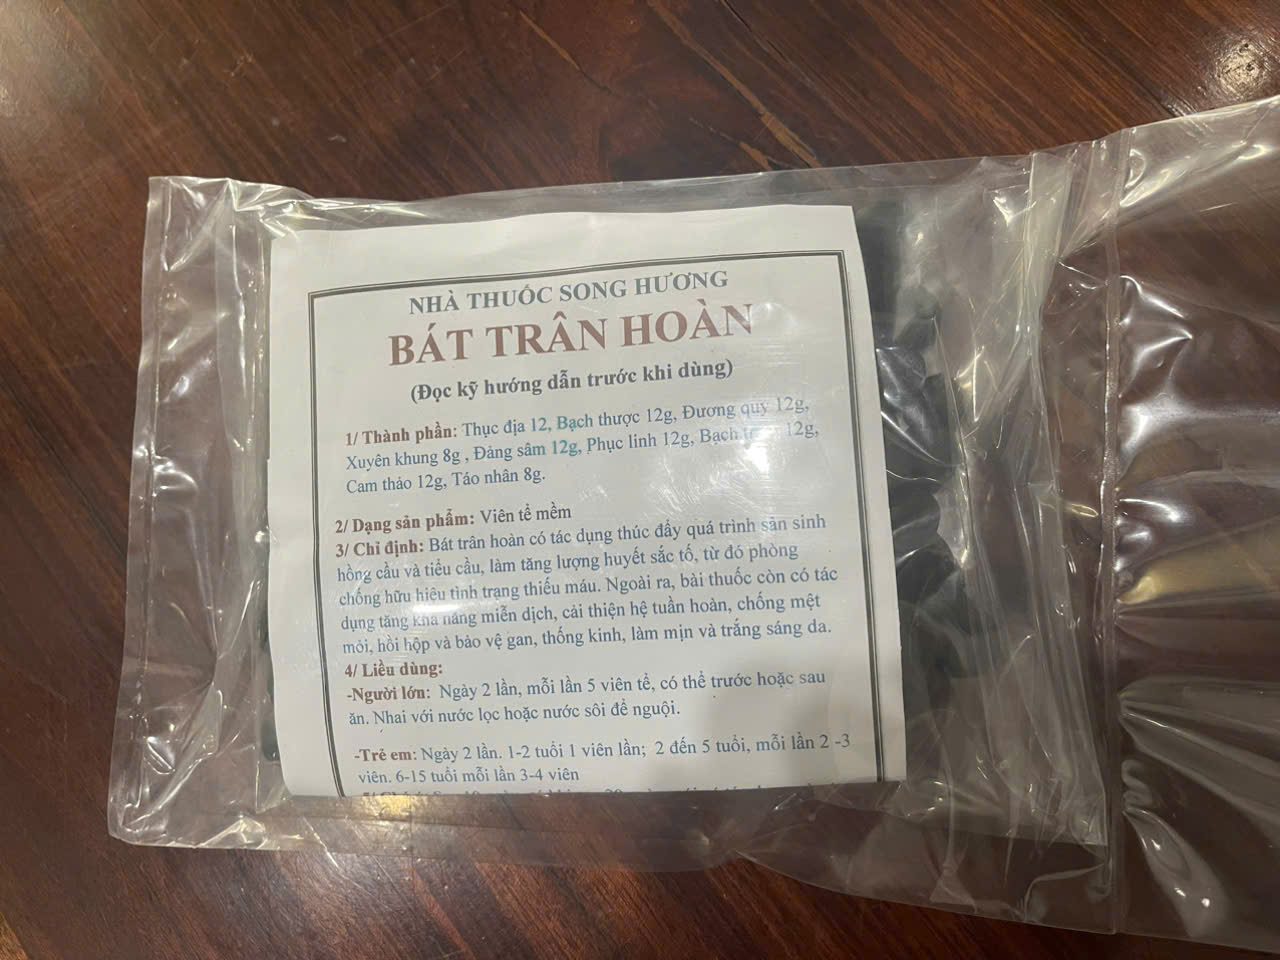 NHÀ THUỐC SONG HƯƠNG
BÁT TRÂN HOÀN
(Đọc kỹ hướng dẫn trước khi dùng)
1/ Thành phần: Thục địa 12, Bạch thược 12g, Đương quy 12g,
Xuyên khung 8g , Đảng sâm 12g, Phục linh 12g, Bạch 12g,
Cam thảo 12g, Táo nhân 8g.
2/ Dạng sản phẩm: Viên tể mềm
3/ Chỉ định: Bát trân hoàn có tác dụng thúc đẩy quá trình sản sinh
hồng cầu và tiểu cầu, làm tăng lượng huyết sắc tố, từ đó phòng
chống hữu hiệu tình trạng thiếu máu. Ngoài ra, bài thuốc còn có tác
dụng tăng khả năng miễn dịch, cải thiện hệ tuần hoàn, chống mệt
mỏi, hồi hộp và bảo vệ gan, thống kinh, làm mịn và trắng sáng da.
4/ Liều dùng:
-Người lớn: Ngày 2 lần, mỗi lần 5 viên tể, có thể trước hoặc sau
ăn. Nhai với nước lọc hoặc nước sôi để nguội.
-Trẻ em: Ngày 2 lần. 1-2 tuổi 1 viên lần; 2 đến 5 tuổi, mỗi lần 2 -3
viên. 6-15 tuổi mỗi lần 3-4 viên